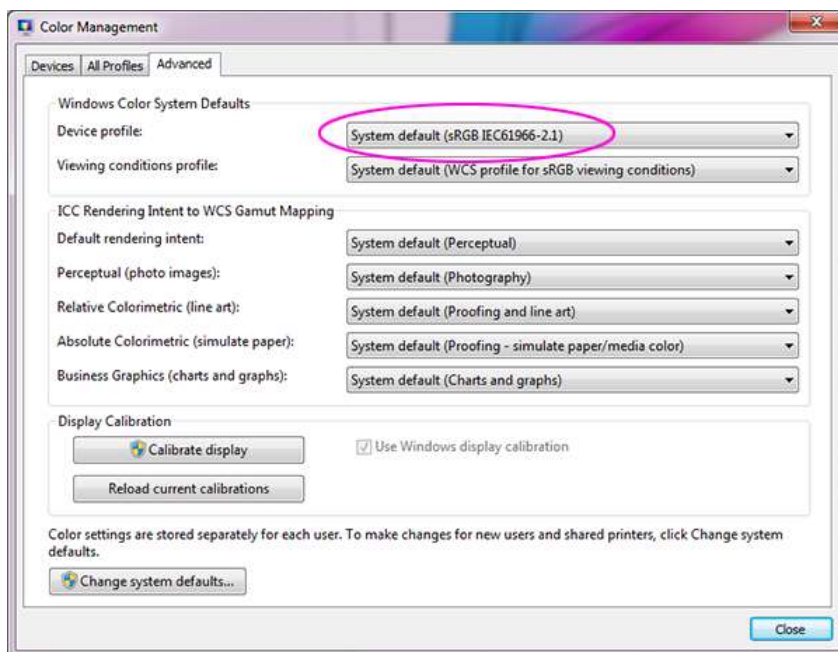 Color Management
Devices
All Profiles
Advanced
Windows Color System Defaults
Device profile:
System default (sRGB IEC61966-2.1)
Viewing conditions profile:
System default (WCS profile for sRGB viewing conditions)
ICC Rendering Intent to WCS Gamut Mapping
Default rendering intent:
System default (Perceptual)
Perceptual (photo images):
System default (Photography)
Relative Colorimetric (line art):
System default (Proofing and line art)
Absolute Colorimetric (simulate paper):
System default (Proofing - simulate paper/media color)
Business Graphics (charts and graphs):
System default (Charts and graphs)
Display Calibration
Calibrate display
Use Windows display calibration
Reload current calibrations
Color settings are stored separately for each user. To make changes for new users and shared printers, click Change system
defaults.
Change system defaults...
Close